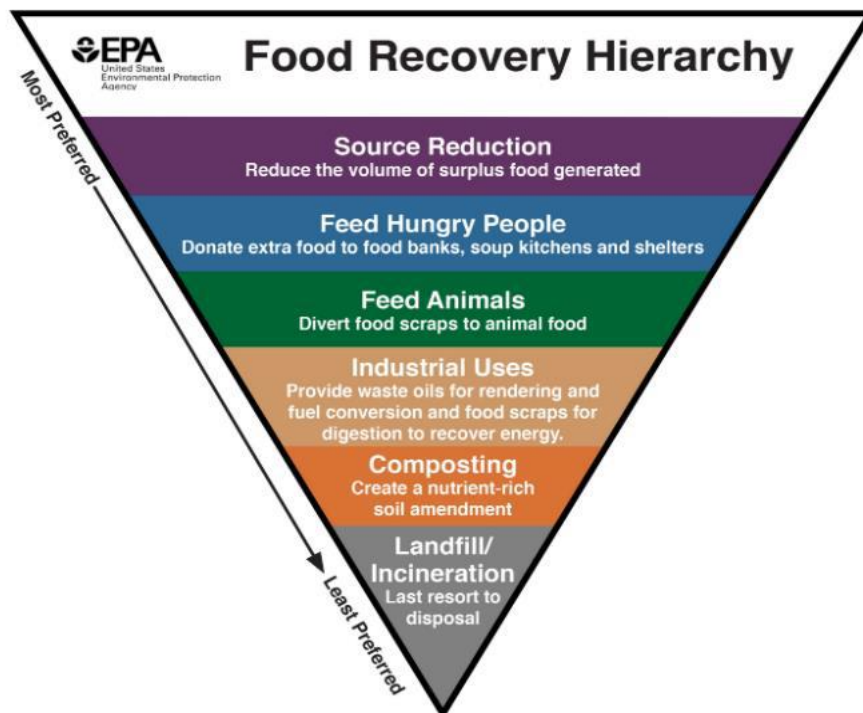 EPA
United States
Environmental Protection
Agency
Food Recovery Hierarchy
Most Preferred
Source Reduction
Reduce the volume of surplus food generated
Feed Hungry People
Donate extra food to food banks, soup kitchens and shelters
Feed Animals
Divert food scraps to animal food
Industrial Uses
Provide waste oils for rendering and
fuel conversion and food scraps for
digestion to recover energy.
Composting
Create a nutrient-rich
soil amendment
Landfill/
Incineration
Last resort to
disposal
Least Preferred